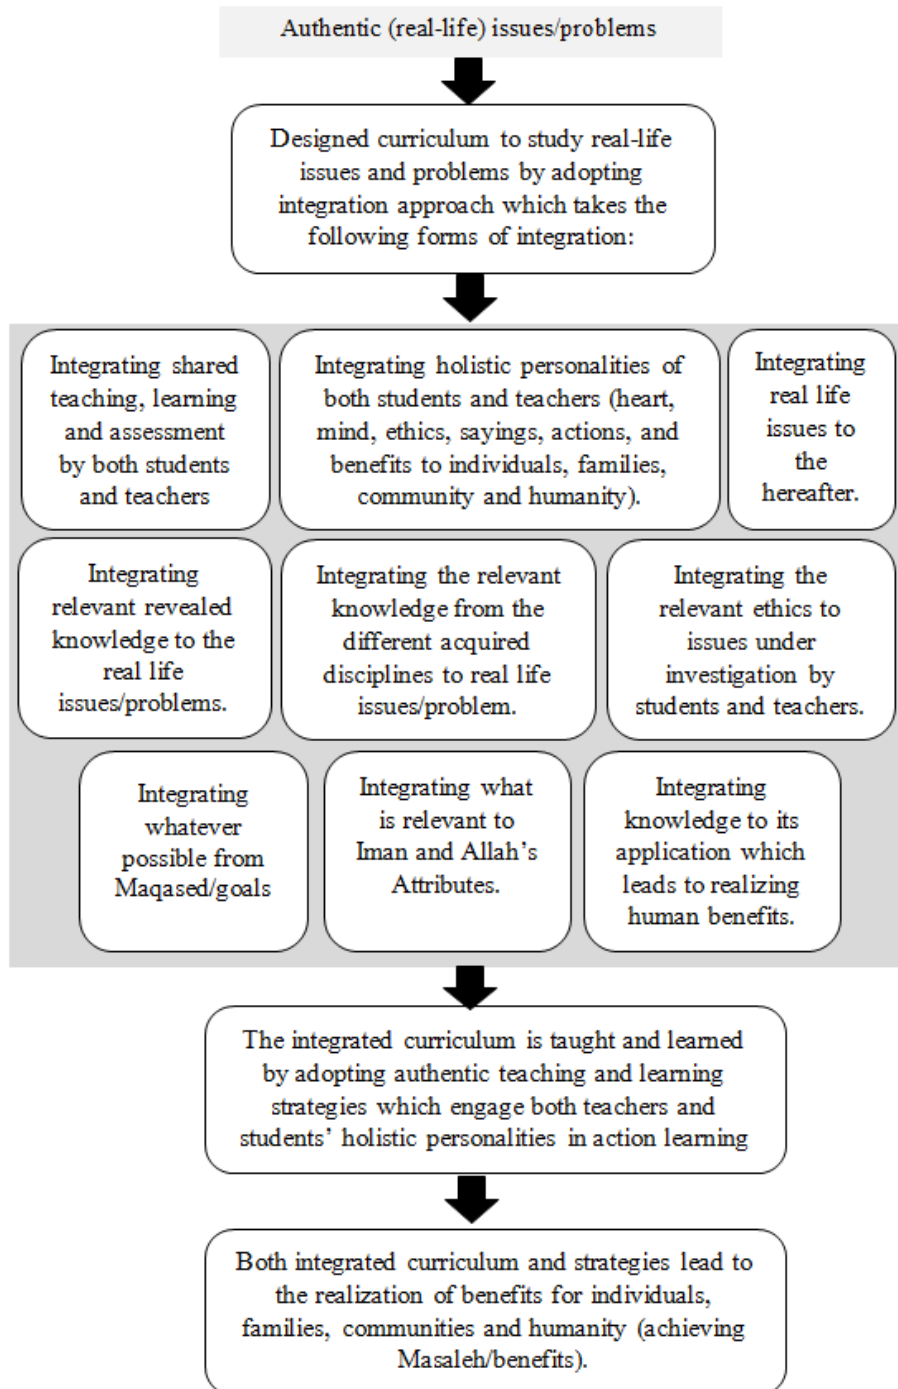 Authentic (real-life) issues/problems
Designed curriculum to study real-life
issues and problems by adopting
integration approach which takes the
following forms of integration:
Integrating shared
teaching, learning
and assessment
by both students
and teachers
Integrating holistic personalities of
both students and teachers (heart,
mind, ethics, sayings, actions, and
benefits to individuals, families,
community and humanity).
Integrating
real life
issues to
the
hereafter.
Integrating
relevant revealed
knowledge to the
real life
issues/problems.
Integrating the relevant
knowledge from the
different acquired
disciplines to real life
issues/problem.
Integrating the
relevant ethics to
issues under
investigation by
students and teachers.
Integrating
whatever
possible from
Maqased/goals
Integrating what
is relevant to
Iman and Allah’s
Attributes.
Integrating
knowledge to its
application which
leads to realizing
human benefits.
The integrated curriculum is taught and learned
by adopting authentic teaching and learning
strategies which engage both teachers and
students’ holistic personalities in action learning
Both integrated curriculum and strategies lead to
the realization of benefits for individuals,
families, communities and humanity (achieving
Masaleh/benefits).